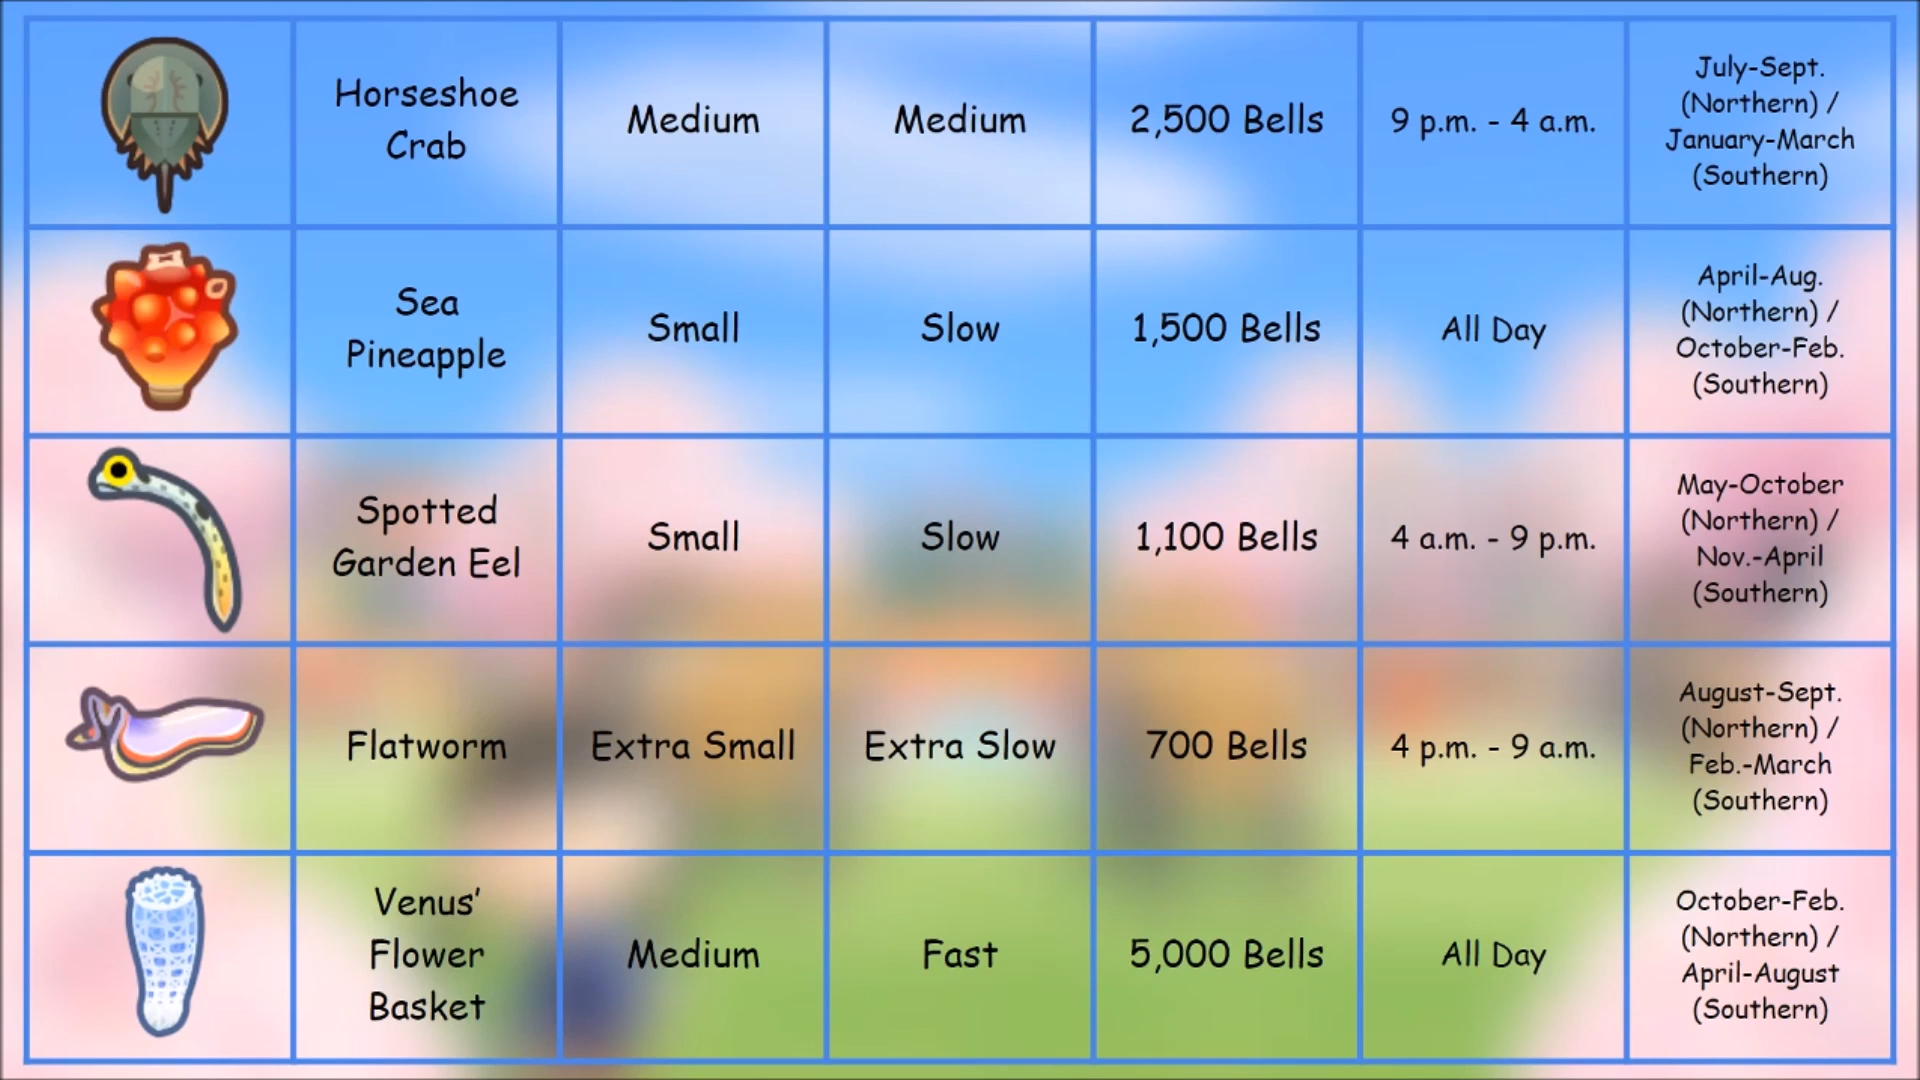 Horseshoe
Crab
Medium
Medium
2,500 Bells
9 p.m. - 4 a.m.
July-Sept.
(Northern) /
January-March
(Southern)
Sea
Pineapple
Small
Slow
1,500 Bells
All Day
April-Aug.
(Northern) /
October-Feb.
(Southern)
Spotted
Garden Eel
Small
Slow
1,100 Bells
4 a.m. - 9 p.m.
May-October
(Northern) /
Nov.-April
(Southern)
Flatworm
Extra Small
Extra Slow
700 Bells
4 p.m. - 9 a.m.
August-Sept.
(Northern) /
Feb.-March
(Southern)
Venus'
Flower
Basket
Medium
Fast
5,000 Bells
All Day
October-Feb.
(Northern) /
April-August
(Southern)